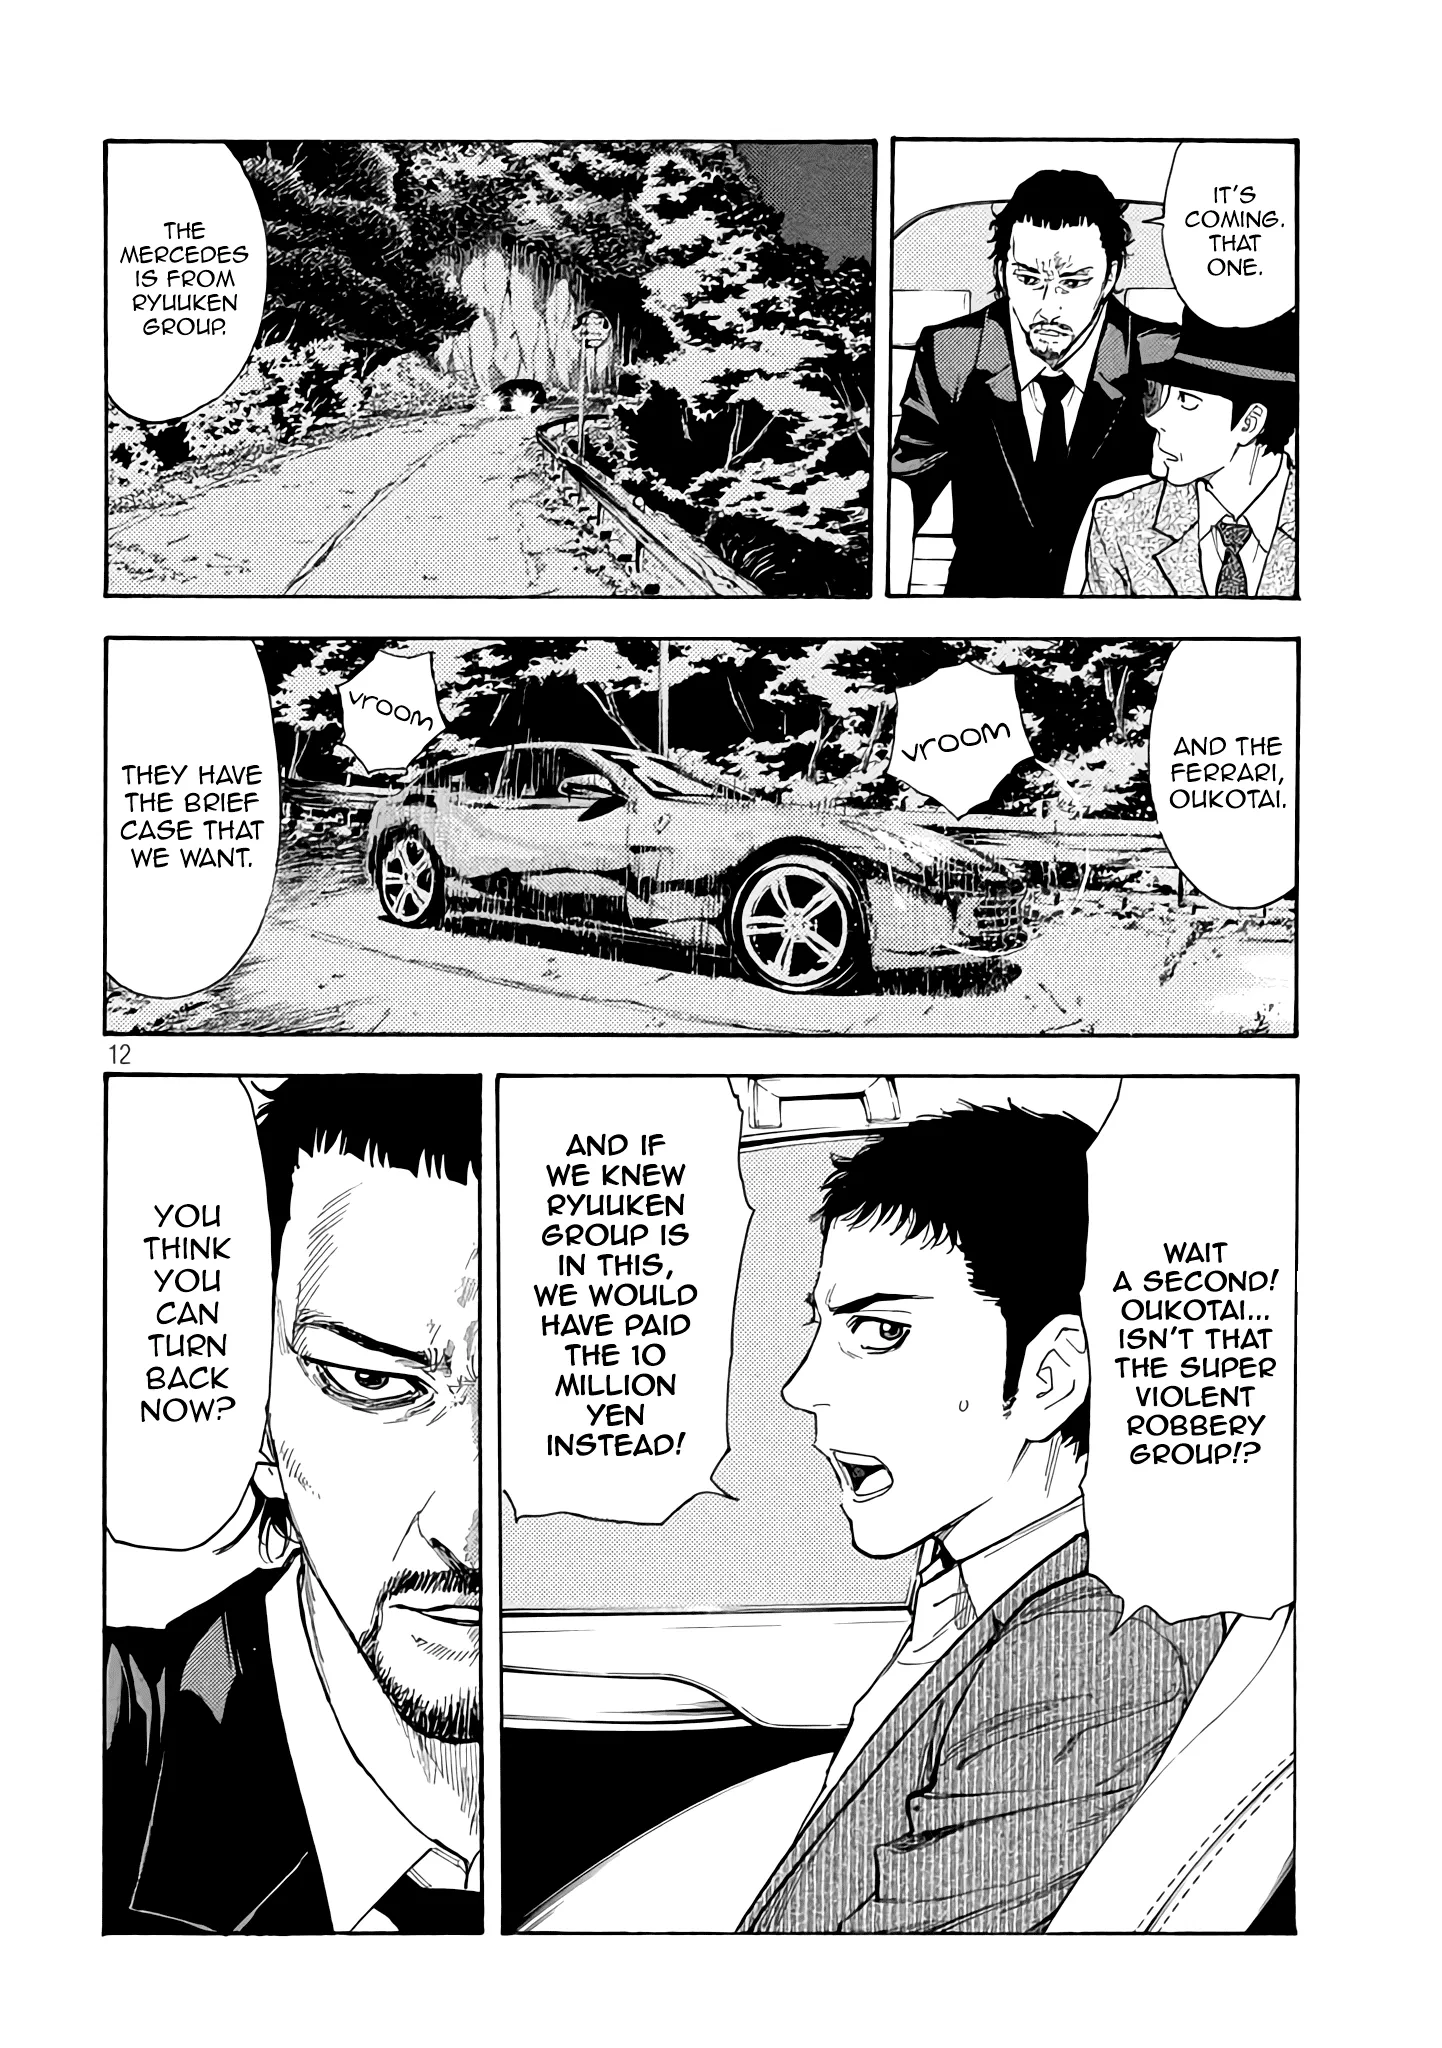 IT'S
COMING.
THAT
ONE.
THE
MERCEDES
IS FROM
RYUUKEN
GROUP.
AND THE
FERRARI,
OUKOTAI.
vroom
vroom
THEY HAVE
THE BRIEF
CASE THAT
WE WANT.
12
WAIT
A SECOND!
OUKOTAI...
ISN'T THAT
THE SUPER
VIOLENT
ROBBERY
GROUP!?
AND IF
WE KNEW
RYUUKEN
GROUP IS
IN THIS,
WE WOULD
HAVE PAID
THE 10
MILLION
YEN
INSTEAD!
YOU
THINK
YOU
CAN
TURN
BACK
NOW?